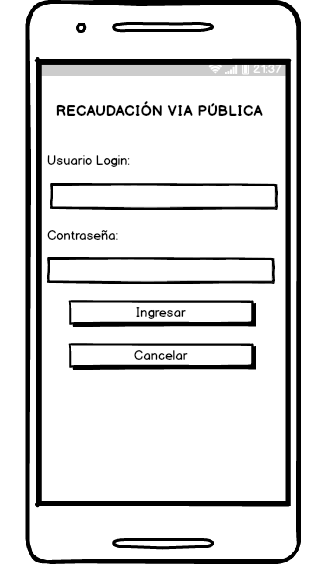 21:37
RECAUDACIÓN VIA PÚBLICA
Usuario Login:
Contraseña:
Ingresar
Cancelar